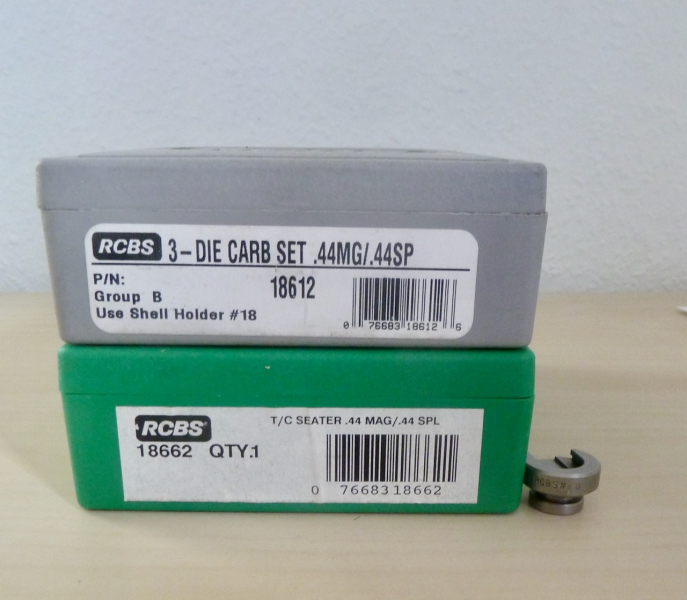 RCBS 3-DIE CARB SET .44MG/.44SP
P/N: 18612
Group B
Use Shell Holder #18
0 76683 18612 6
RCBS
T/C SEATER .44 MAG/.44 SPL
18662 QTY.1
0 7668318662